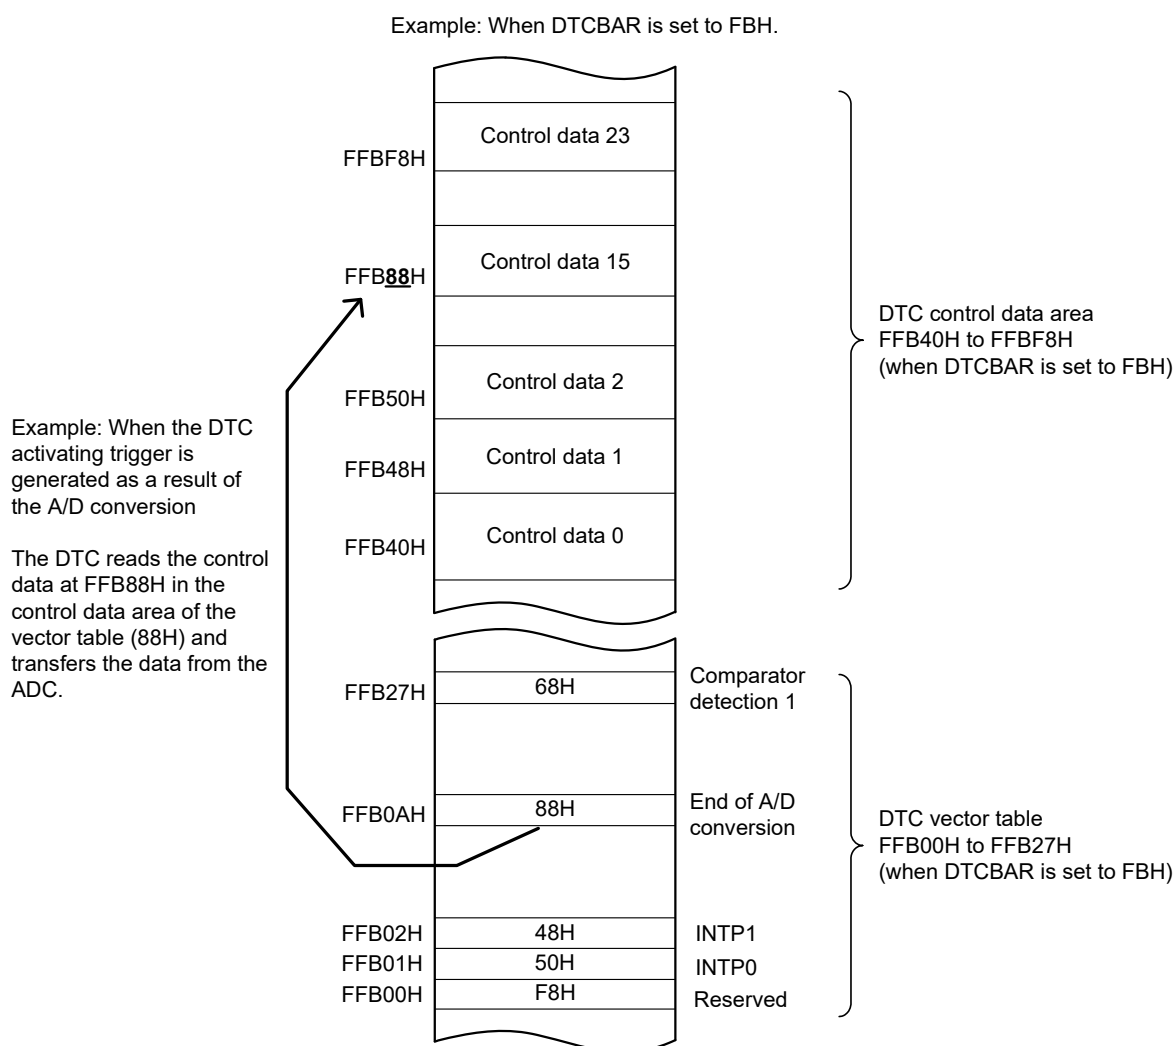 Example: When DTCBAR is set to FBH.
Control data 23
FFBF8H
Control data 15
FFB88H
DTC control data area
FFB40H to FFBF8H
(when DTCBAR is set to FBH)
Control data 2
FFB50H
Example: When the DTC
activating trigger is
generated as a result of
the A/D conversion
Control data 1
FFB48H
Control data 0
FFB40H
The DTC reads the control
data at FFB88H in the
control data area of the
vector table (88H) and
transfers the data from the
ADC.
FFB27H
68H
Comparator
detection 1
FFB0AH
88H
End of A/D
conversion
DTC vector table
FFB00H to FFB27H
(when DTCBAR is set to FBH)
FFB02H
48H
INTP1
FFB01H
50H
INTP0
FFB00H
F8H
Reserved